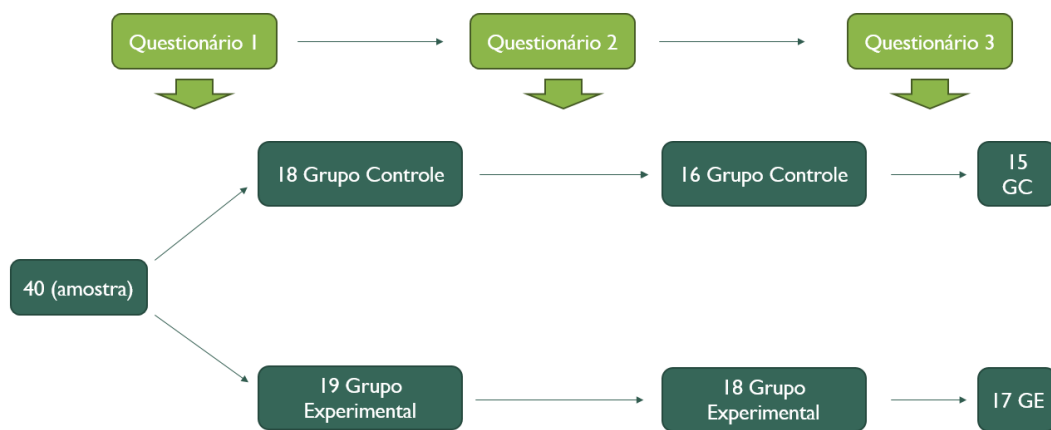 Questionário 1
Questionário 2
Questionário 3
18 Grupo Controle
16 Grupo Controle
15
GC
40 (amostra)
19 Grupo
Experimental
18 Grupo
Experimental
17 GE